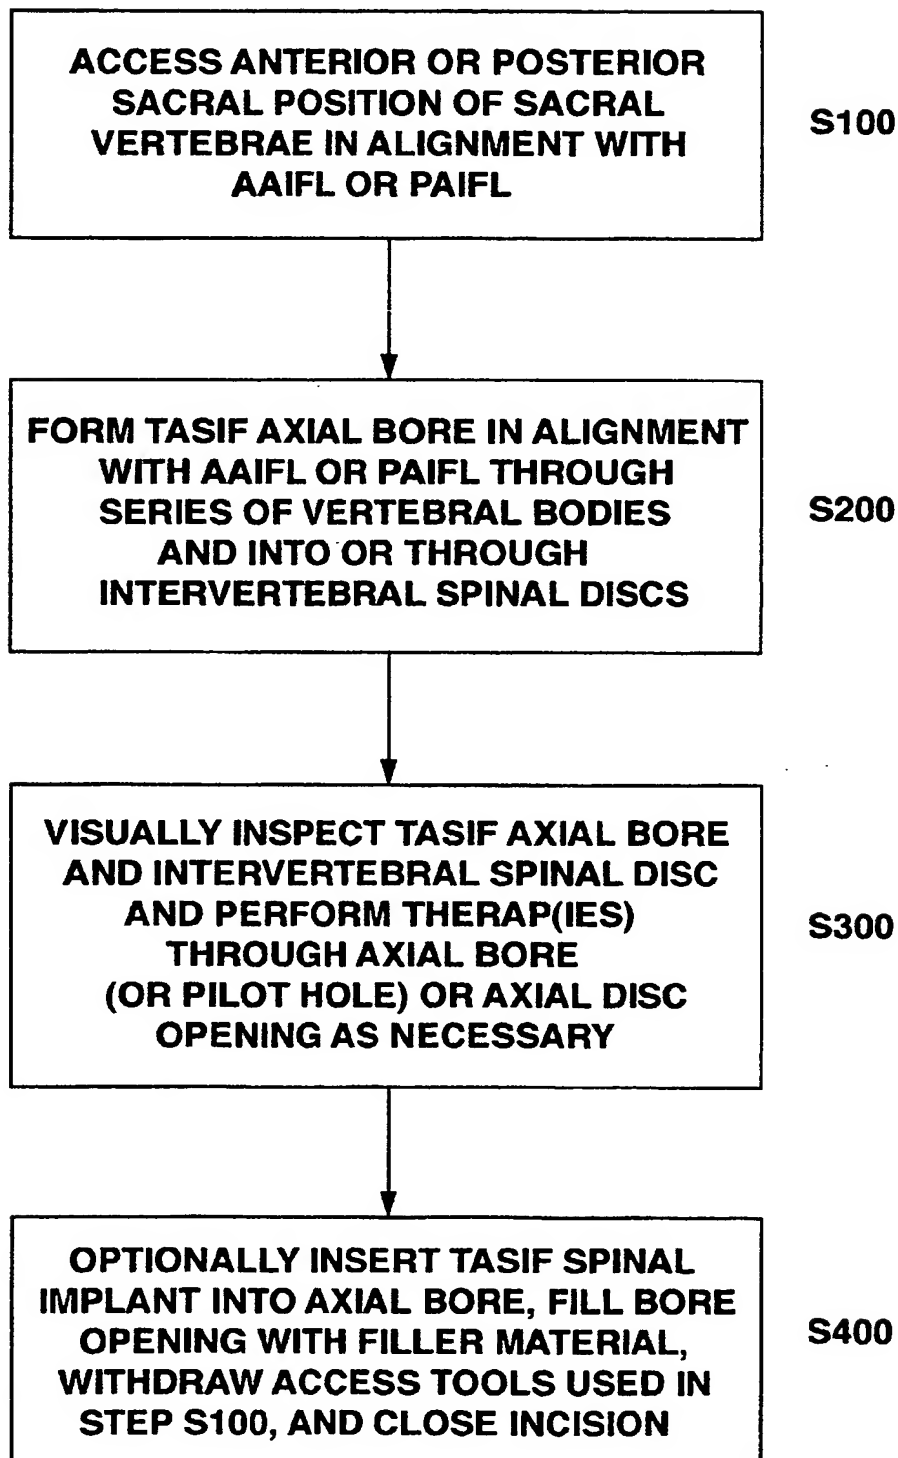 ACCESS ANTERIOR OR POSTERIOR
SACRAL POSITION OF SACRAL
VERTEBRAE IN ALIGNMENT WITH
AAIFL OR PAIFL
S100
FORM TASIF AXIAL BORE IN ALIGNMENT
WITH AAIFL OR PAIFL THROUGH
SERIES OF VERTEBRAL BODIES
AND INTO OR THROUGH
INTERVERTEBRAL SPINAL DISCS
S200
VISUALLY INSPECT TASIF AXIAL BORE
AND INTERVERTEBRAL SPINAL DISC
AND PERFORM THERAP(IES)
THROUGH AXIAL BORE
(OR PILOT HOLE) OR AXIAL DISC
OPENING AS NECESSARY
S300
OPTIONALLY INSERT TASIF SPINAL
IMPLANT INTO AXIAL BORE, FILL BORE
OPENING WITH FILLER MATERIAL,
WITHDRAW ACCESS TOOLS USED IN
STEP S100, AND CLOSE INCISION
S400